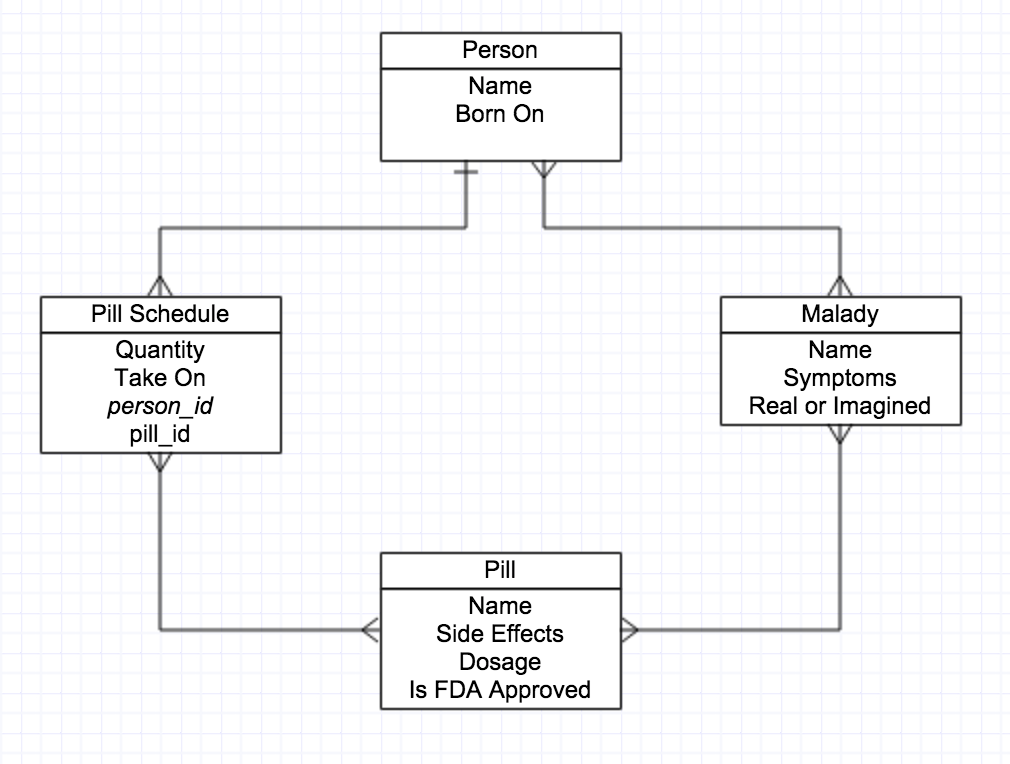 Person
Name
Born On
Pill Schedule
Quantity
Take On
person_id
pill_id
Malady
Name
Symptoms
Real or Imagined
Pill
Name
Side Effects
Dosage
Is FDA Approved